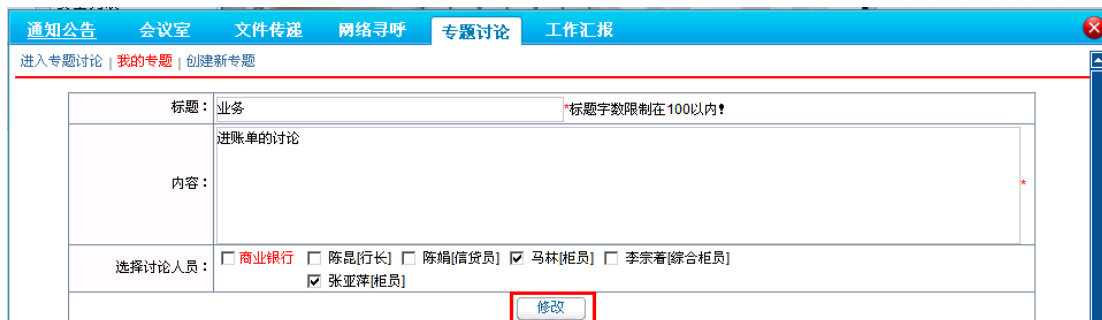 通知公告 会议室 文件传递 网络寻呼 专题讨论 工作汇报
进入专题讨论 | 我的专题 | 创建新专题
标题： 业务 *标题字数限制在100以内！
进账单的讨论
内容： *
选择讨论人员： 商业银行 陈昆[行长] 陈娟[信贷员] 马林[柜员] 李宗着[综合柜员]
张亚萍[柜员]
修改